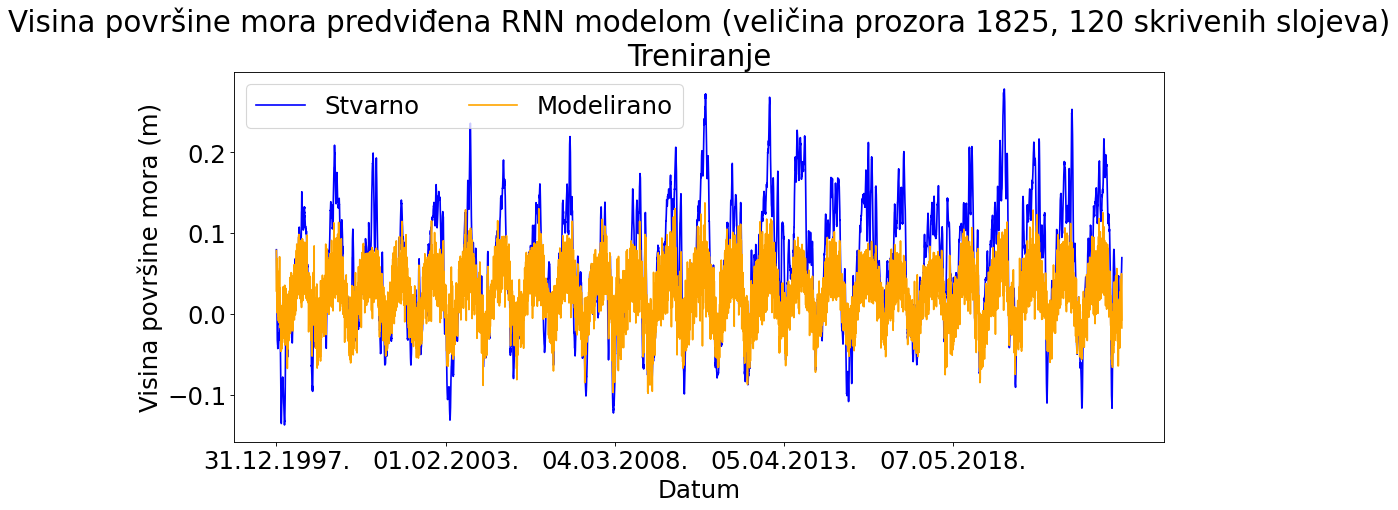 Visina površine mora predviđena RNN modelom (veličina prozora 1825, 120 skrivenih slojeva)
Treniranje
Stvarno Modelirano
Visina površine mora (m)
0.2
0.1
0.0
−0.1
31.12.1997. 01.02.2003. 04.03.2008. 05.04.2013. 07.05.2018.
Datum